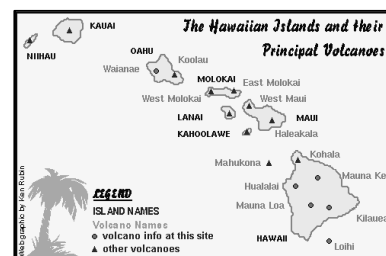 The Hawaiian Islands and their
Principal Volcanoes
KAUAI
NIIHAU
OAHU
Koolau
Waianae
MOLOKAI
East Molokai
West Molokai
West Maui
LANAI
MAUI
KAHOOLAWE
Haleakala
Kohala
Mahukona
Mauna Ke
Hualalai
Mauna Loa
Kilauea
HAWAII
Loihi
LEGEND
ISLAND NAMES
Volcano Names
volcano info at this site
other volcanoes
Webgraphic by Ken Rubin